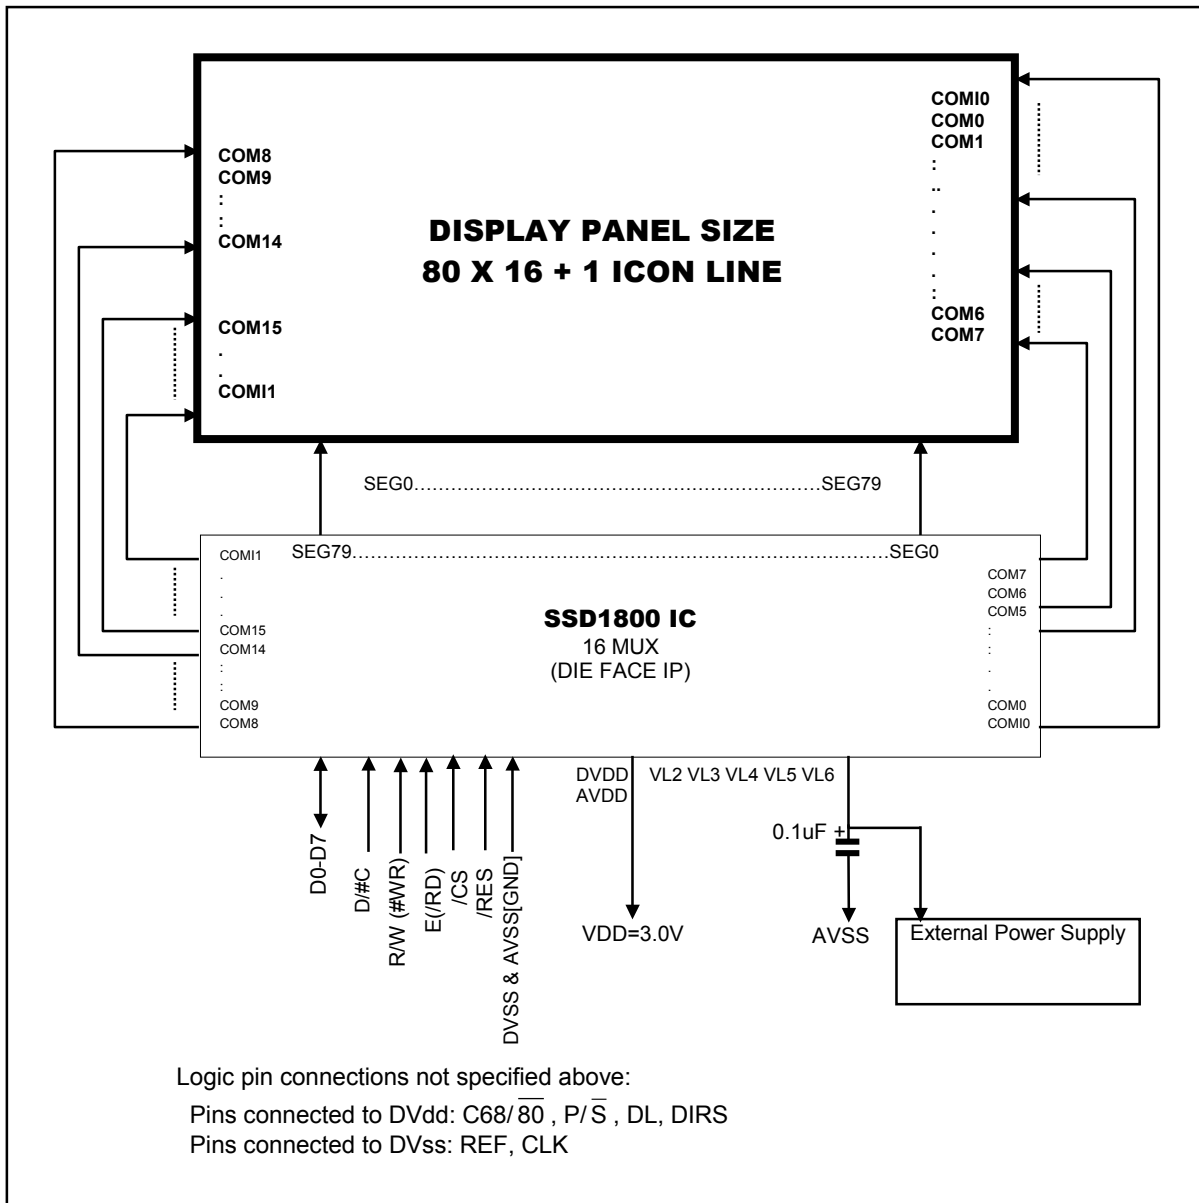 COMI0
COM0
COM1
:
..
.
.
.
.
:
COM6
COM7
COM8
COM9
:
:
COM14
COM15
.
.
COMI1
DISPLAY PANEL SIZE
80 X 16 + 1 ICON LINE
SEG0............................................................SEG79
SEG79...............................................................................SEG0
COMI1
.
.
.
COM15
COM14
:
:
COM9
COM8
SSD1800 IC
16 MUX
(DIE FACE IP)
COM7
COM6
COM5
:
:
.
.
COM0
COMI0
D0-D7
D/#C
R/W (#WR)
E(/RD)
/CS
/RES
DVSS & AVSS[GND]
DVDD
AVDD
VL2 VL3 VL4 VL5 VL6
0.1uF +
VDD=3.0V
AVSS
External Power Supply
Logic pin connections not specified above:
Pins connected to DVdd: C68/8̅0̅ , P/S̅ , DL, DIRS
Pins connected to DVss: REF, CLK